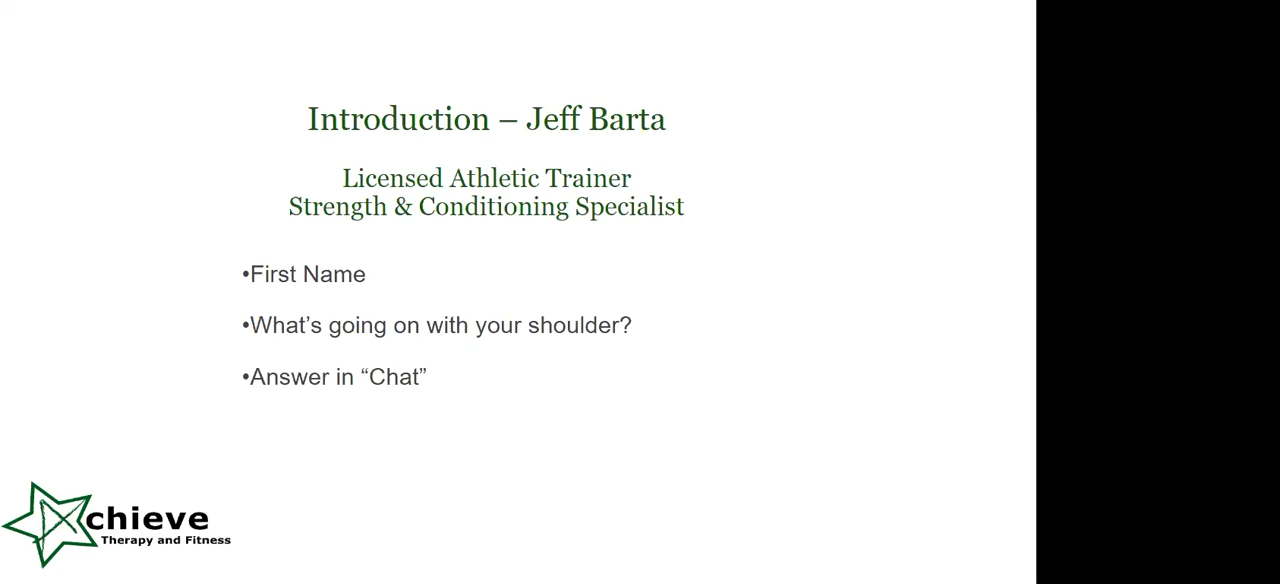 Introduction – Jeff Barta
Licensed Athletic Trainer
Strength & Conditioning Specialist
•First Name
•What’s going on with your shoulder?
•Answer in “Chat”
Achieve
Therapy and Fitness